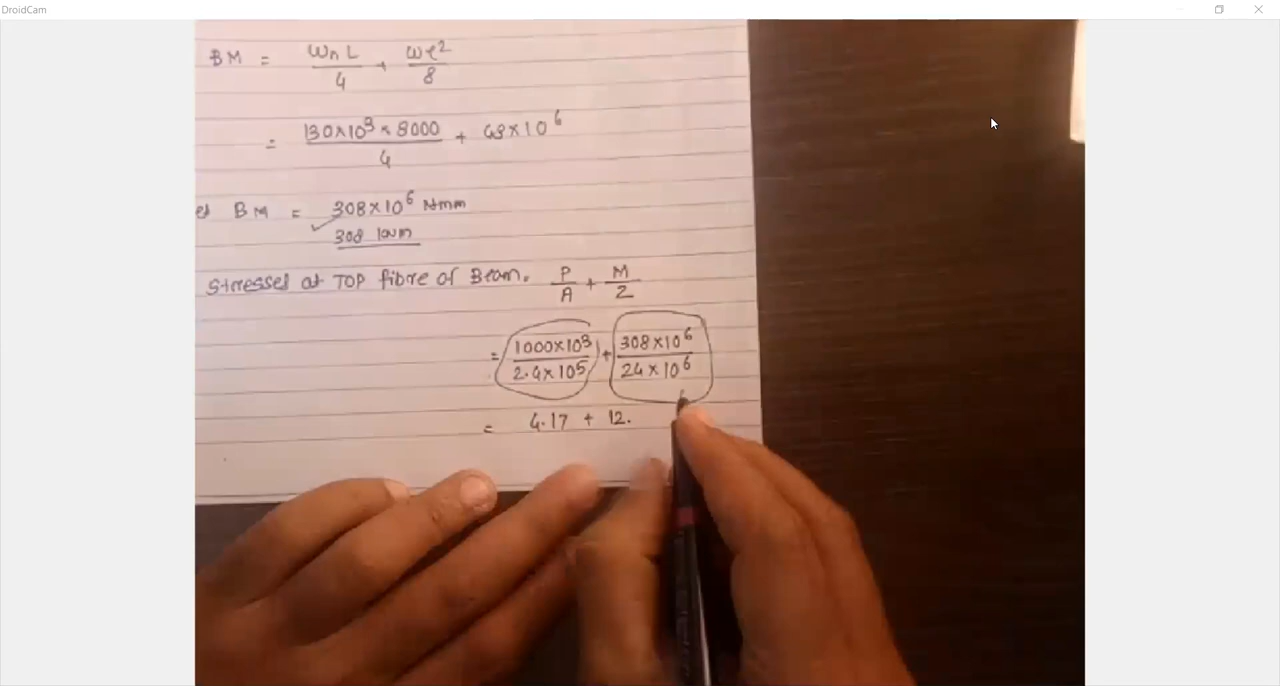 DroidCam
BM = WnL/4 + wl²/8
= 130×10³×8000/4 + 48×10⁶
BM = 308×10⁶ Nmm
308 kNm
Stresses at TOP fibre of Beam. P/A + M/Z
= 1000×10³/2.4×10⁵ + 308×10⁶/24×10⁶
= 4.17 + 12.